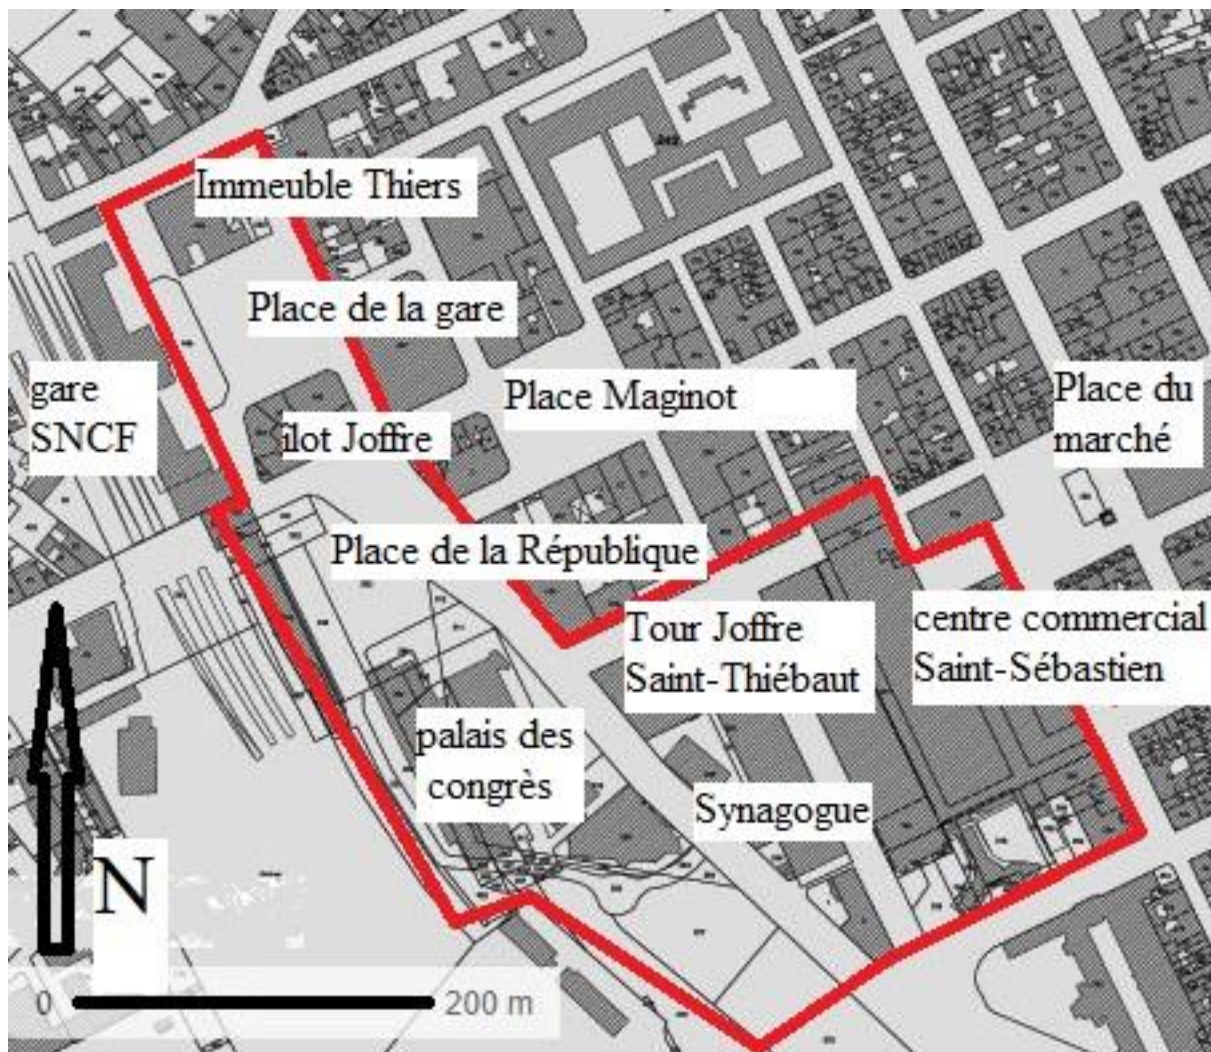 Immeuble Thiers
Place de la gare
gare
SNCF
Place Maginot
Place du
marché
ilot Joffre
Place de la République
Tour Joffre
Saint-Thiébaut
centre commercial
Saint-Sébastien
palais des
congrès
Synagogue
N
0
200 m